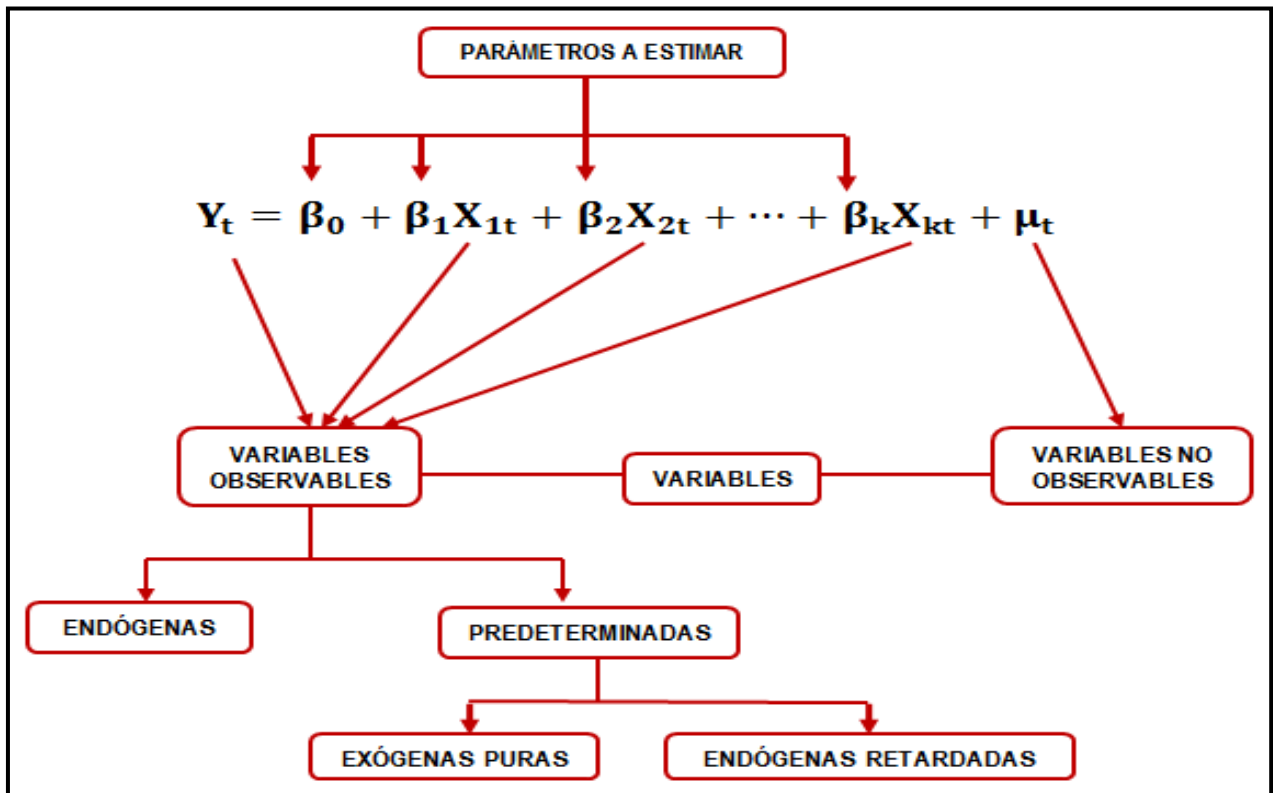 PARÁMETROS A ESTIMAR
Yₜ = β₀ + β₁X₁ₜ + β₂X₂ₜ + ⋯ + βₖXₖₜ + μₜ
VARIABLES
OBSERVABLES
VARIABLES
VARIABLES NO
OBSERVABLES
ENDÓGENAS
PREDETERMINADAS
EXÓGENAS PURAS
ENDÓGENAS RETARDADAS